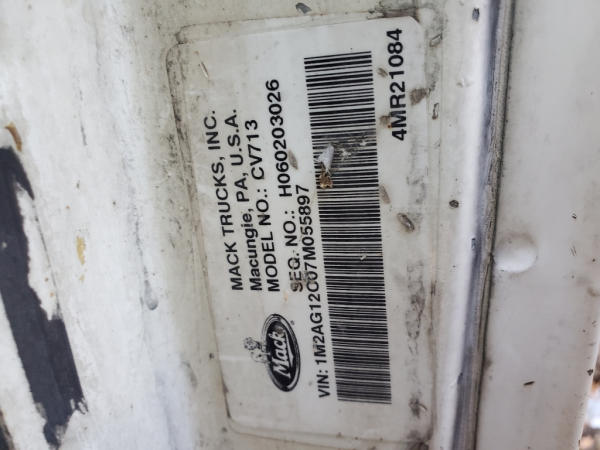 MACK TRUCKS, INC.
Macungie, PA, U.S.A.
MODEL NO.: CV713
SEQ. NO.: H060203026
Mack
VIN: 1M2AG12C07M055897
4MR21084